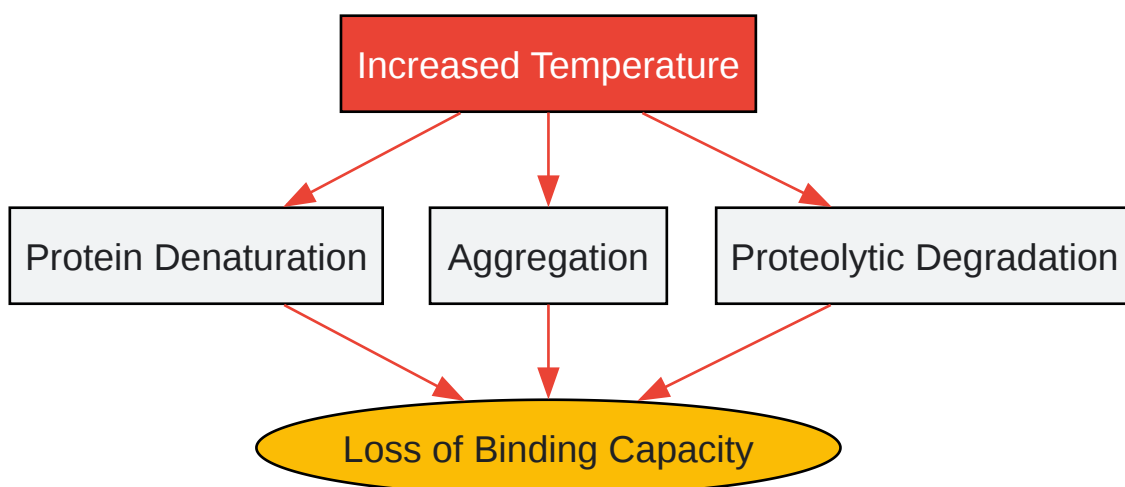 Increased Temperature
Protein Denaturation
Aggregation
Proteolytic Degradation
Loss of Binding Capacity